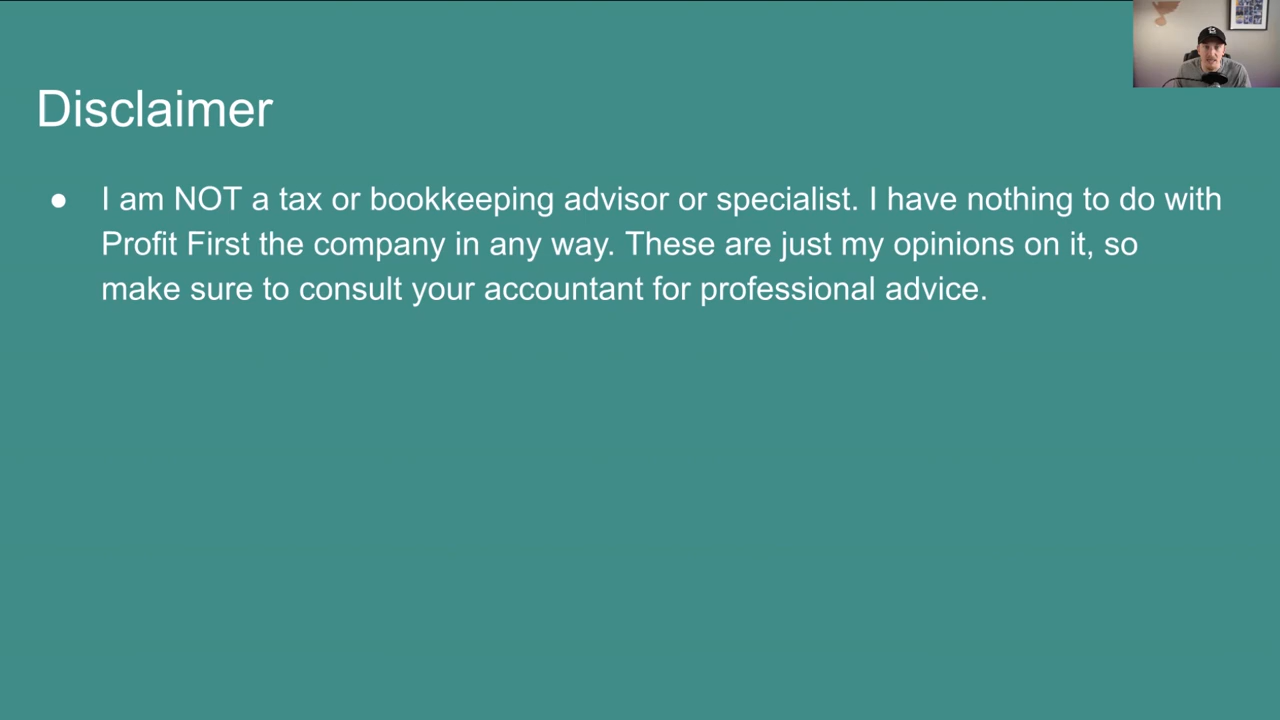 Disclaimer
● I am NOT a tax or bookkeeping advisor or specialist. I have nothing to do with
Profit First the company in any way. These are just my opinions on it, so
make sure to consult your accountant for professional advice.